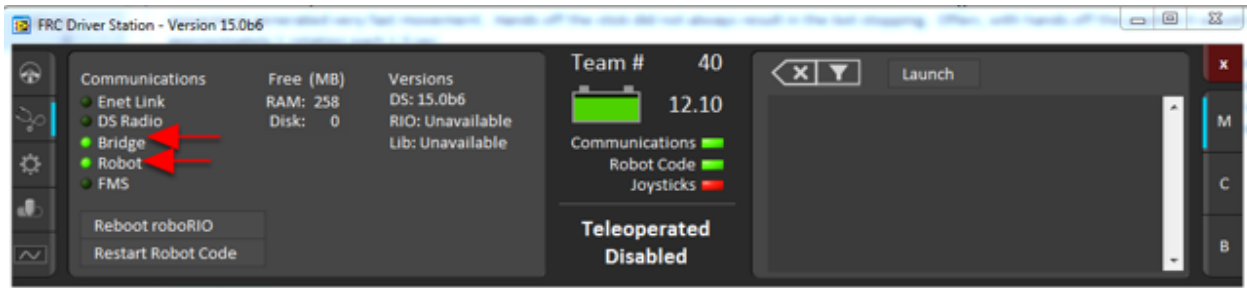 FRC Driver Station - Version 15.0b6
Communications
Enet Link
DS Radio
Bridge
Robot
FMS
Free (MB)
RAM: 258
Disk: 0
Versions
DS: 15.0b6
RIO: Unavailable
Lib: Unavailable
Reboot roboRIO
Restart Robot Code
Team # 40
12.10
Communications
Robot Code
Joysticks
Teleoperated
Disabled
Launch
x
M
C
B